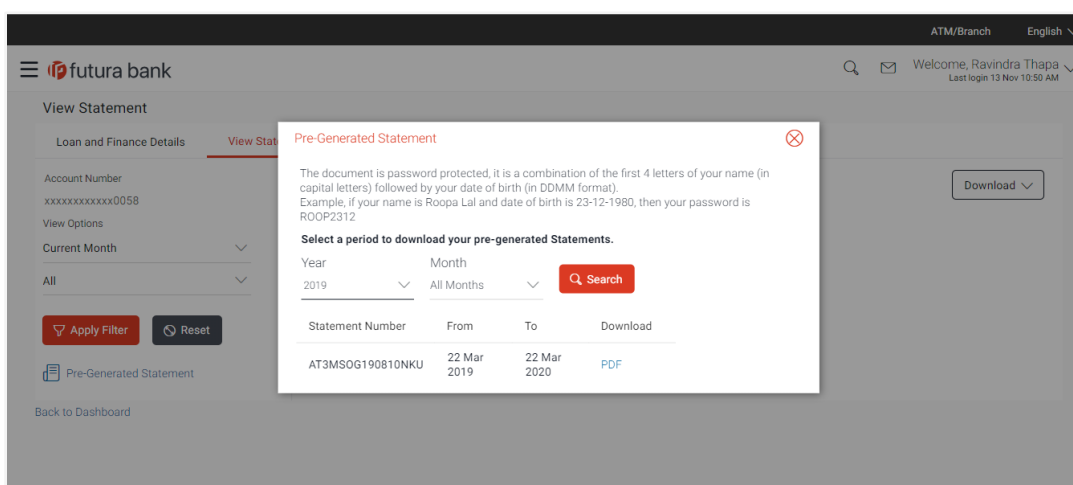 ATM/Branch English
futura bank
Welcome, Ravindra Thapa
Last login 13 Nov 10:50 AM
View Statement
Loan and Finance Details View Stat
Account Number
xxxxxxxxxxxx0058
View Options
Current Month
All
Apply Filter Reset
Pre-Generated Statement
Back to Dashboard
Download
Pre-Generated Statement
The document is password protected, it is a combination of the first 4 letters of your name (in
capital letters) followed by your date of birth (in DDMM format).
Example, if your name is Roopa Lal and date of birth is 23-12-1980, then your password is
ROOP2312
Select a period to download your pre-generated Statements.
Year Month
2019 All Months Search
Statement Number From To Download
AT3MSOG190810NKU 22 Mar 2019 22 Mar 2020 PDF